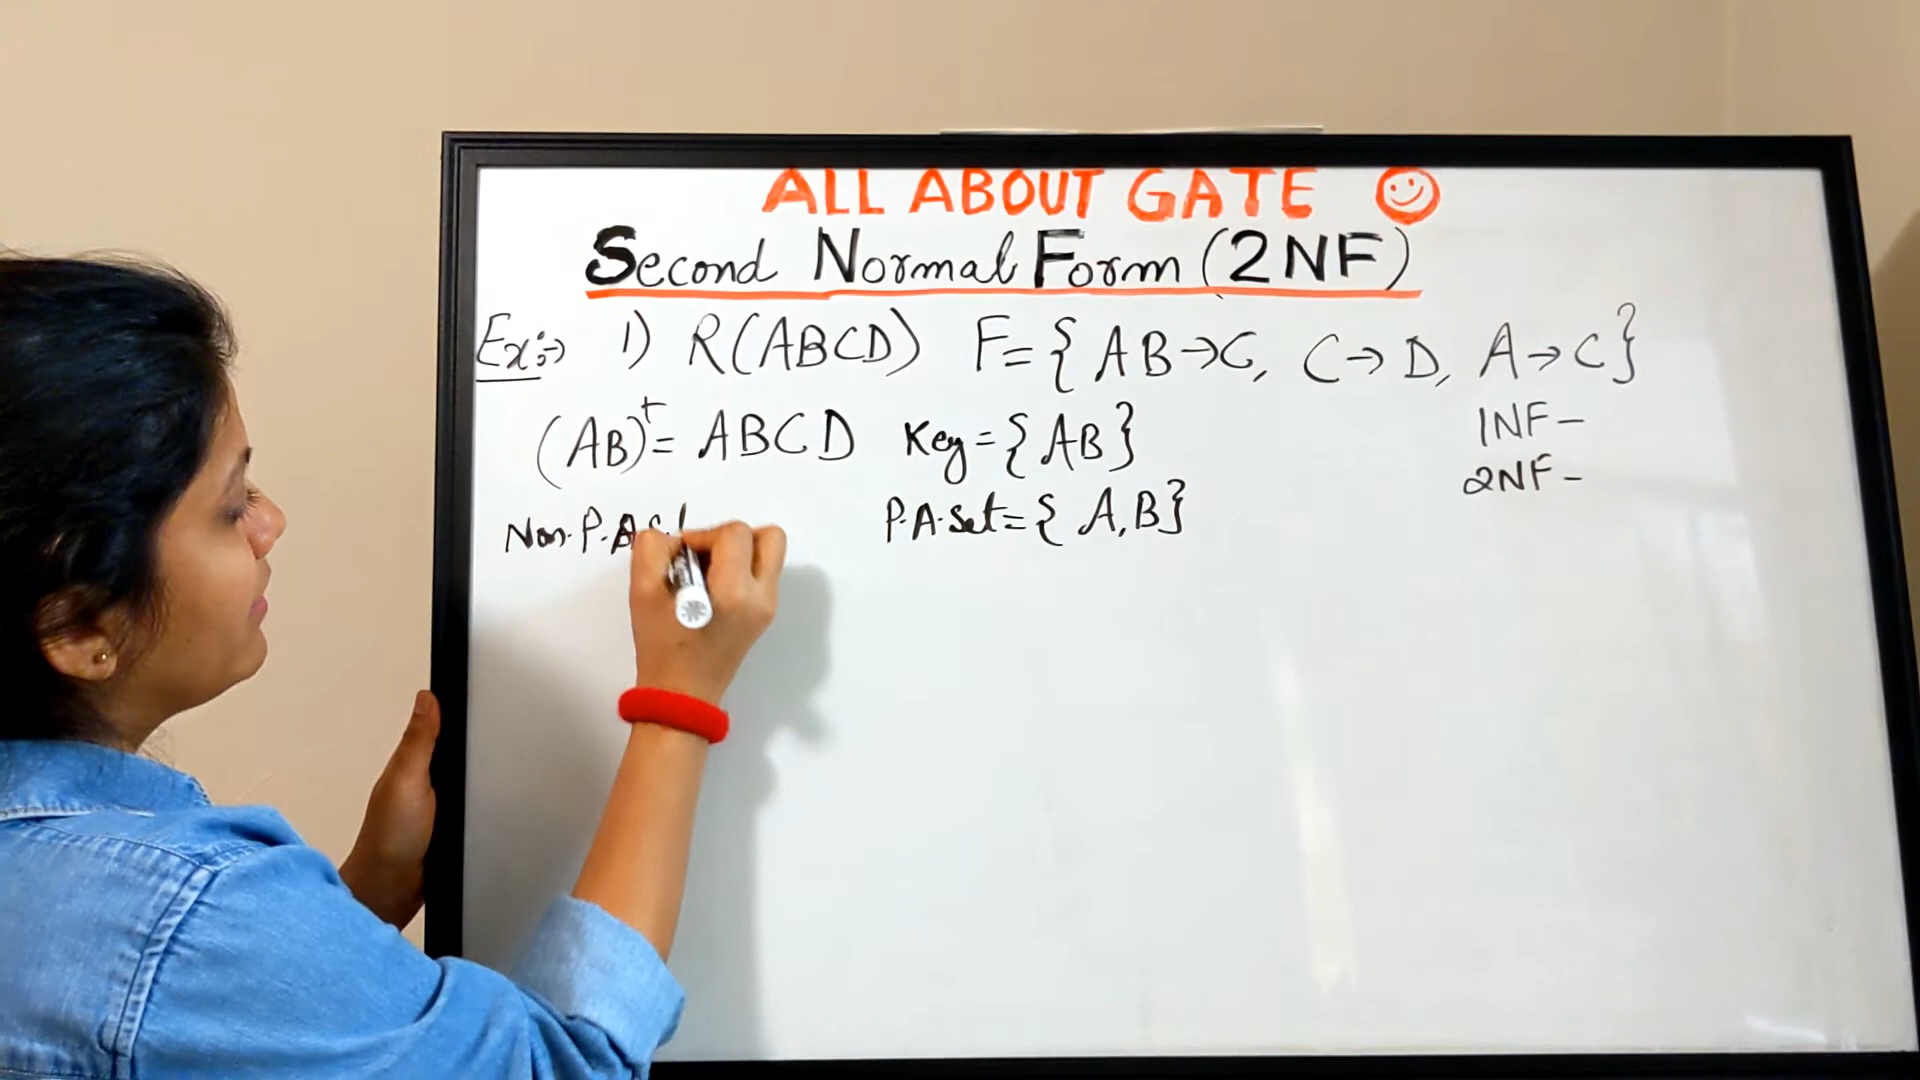 ALL ABOUT GATE
Second Normal Form (2NF)
Ex:-> 1) R(ABCD) F={AB→C, C→D, A→C}
(AB)⁺= ABCD Key={AB}
1NF-
2NF-
Non.P.A.S P.A.Set={A,B}